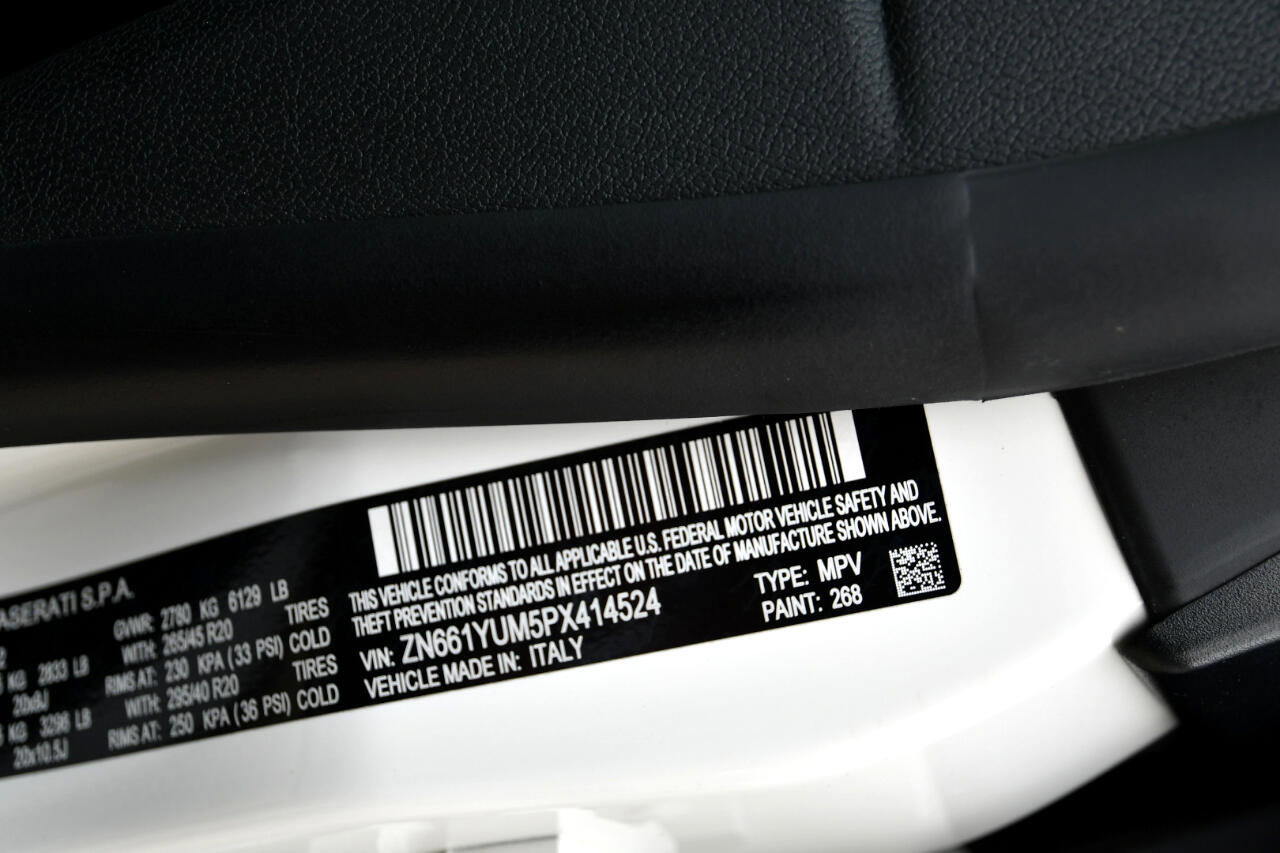 ASERATI S.P.A.
GVWR: 2780 KG 6129 LB
KG 2833 LB WITH: 265/45 R20 TIRES
20x9J RIMS AT: 230 KPA (33 PSI) COLD
KG 3298 LB WITH: 295/40 R20 TIRES
20x10.5J RIMS AT: 250 KPA (36 PSI) COLD
THIS VEHICLE CONFORMS TO ALL APPLICABLE U.S. FEDERAL MOTOR VEHICLE SAFETY AND
THEFT PREVENTION STANDARDS IN EFFECT ON THE DATE OF MANUFACTURE SHOWN ABOVE.
VIN: ZN661YUM5PX414524 TYPE: MPV
VEHICLE MADE IN: ITALY PAINT: 268